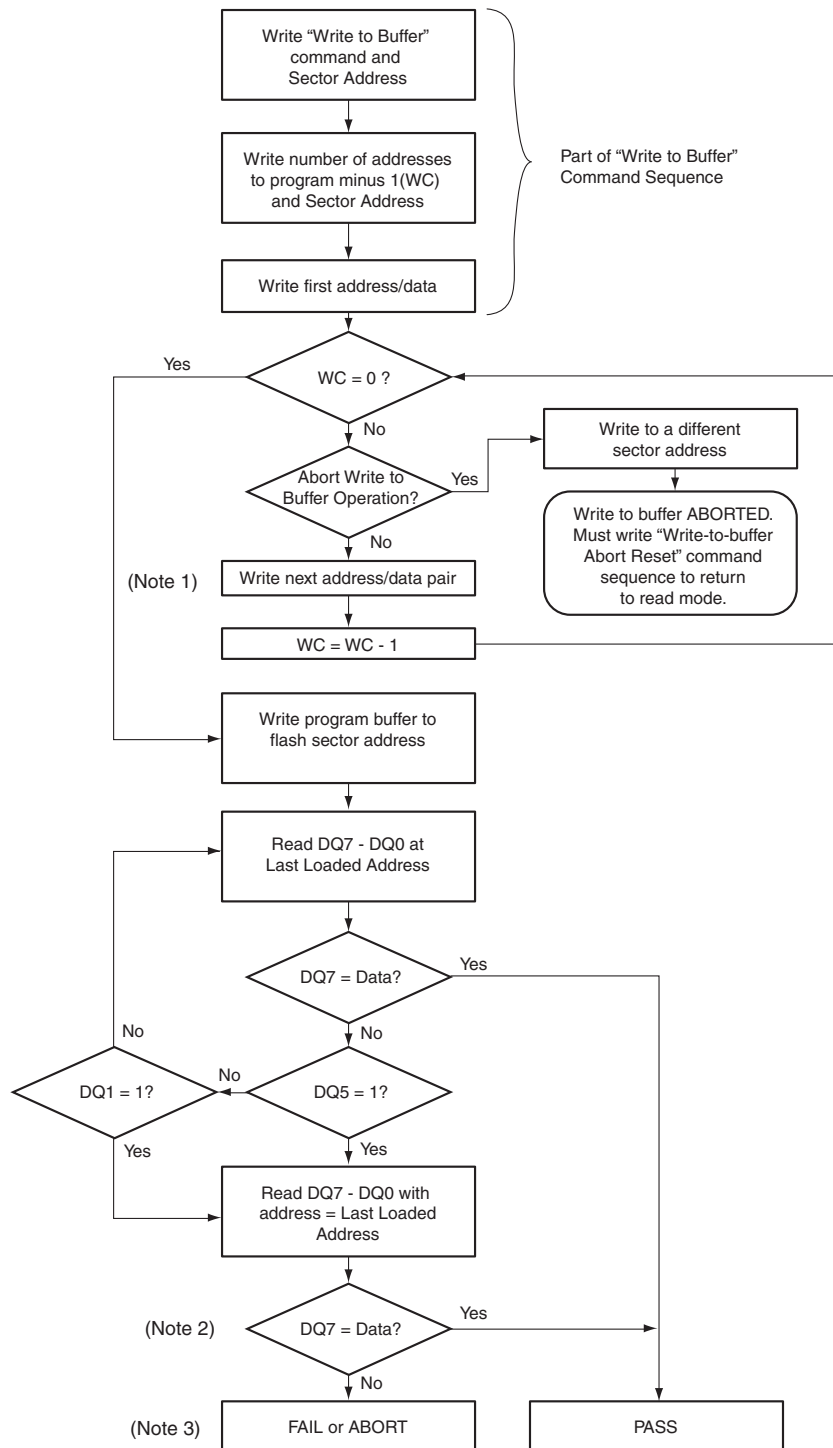 Write “Write to Buffer”
command and
Sector Address
Write number of addresses
to program minus 1(WC)
and Sector Address
Part of “Write to Buffer”
Command Sequence
Write first address/data
Yes
WC = 0 ?
No
Write to a different
sector address
Abort Write to
Buffer Operation?
Yes
No
Write to buffer ABORTED.
Must write “Write-to-buffer
Abort Reset” command
sequence to return
to read mode.
(Note 1)
Write next address/data pair
WC = WC - 1
Write program buffer to
flash sector address
Read DQ7 - DQ0 at
Last Loaded Address
DQ7 = Data?
Yes
No
No
DQ1 = 1?
No
DQ5 = 1?
Yes
Yes
Read DQ7 - DQ0 with
address = Last Loaded
Address
(Note 2)
DQ7 = Data?
Yes
No
(Note 3)
FAIL or ABORT
PASS